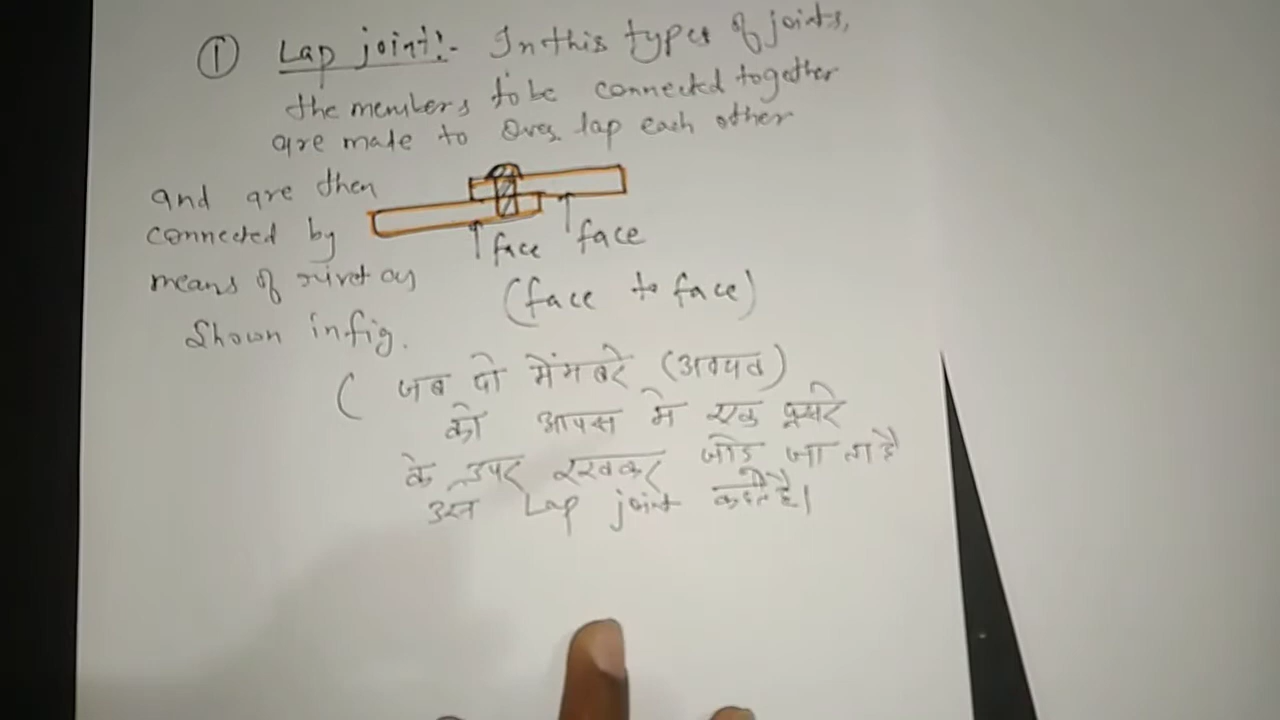 ① Lap joint:- In this types of joints,
the members to be connected together
are made to Over lap each other
and are then
connected by
means of rivet as
Shown in fig.
face face
(face to face)
( जब दो मेंमबरे (अवयव)
को आपस मे एक दूसरे
के उपर रखकर जोड जाता है
उसे Lap joint कहते है।